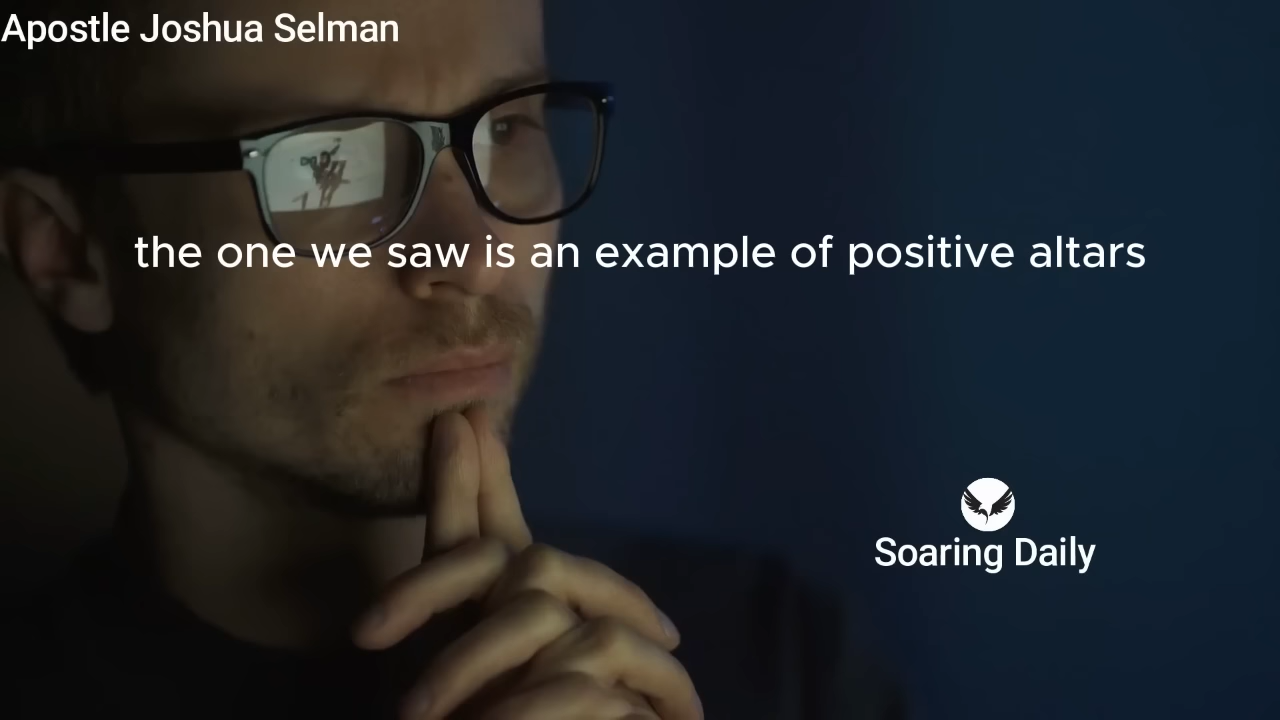 Apostle Joshua Selman
the one we saw is an example of positive altars
Soaring Daily